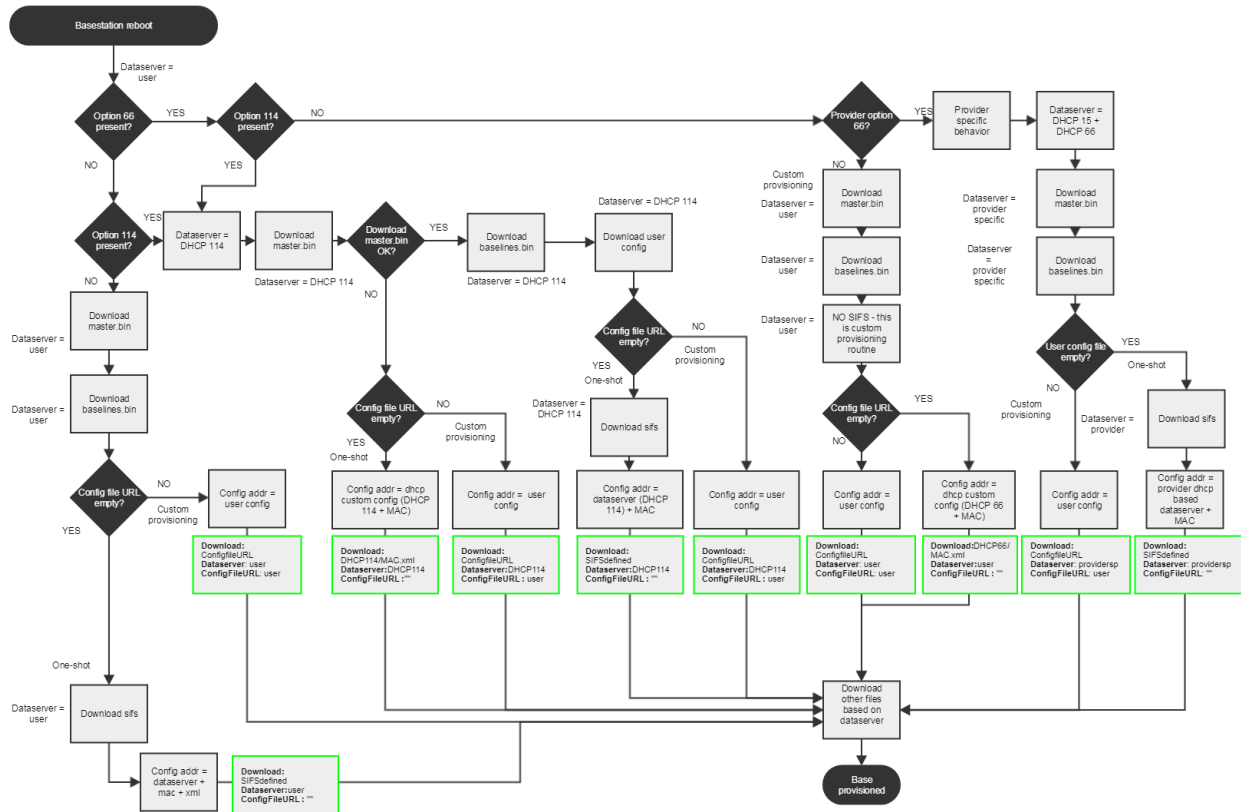 Basestation reboot
Dataserver =
user
Option 66
present?
YES
Option 114
present?
NO
Provider option
66?
YES
Provider
specific
behavior
Dataserver =
DHCP 15 +
DHCP 66
NO
YES
NO
Custom
provisioning
Dataserver =
user
Download
master.bin
Dataserver =
provider
specific
Download
master.bin
Option 114
present?
YES
Dataserver =
DHCP 114
Download
master.bin
Dataserver = DHCP 114
Download
master.bin
OK?
YES
Download
baselines.bin
Dataserver = DHCP 114
Dataserver = DHCP 114
Download user
config
Dataserver =
user
Download
baselines.bin
Dataserver
=
provider
specific
Download
baselines.bin
NO
NO
Dataserver =
user
Download
master.bin
Config file URL
empty?
NO
Custom
provisioning
YES
One-shot
Dataserver =
user
NO SIFS - this
is custom
provisioning
routine
User config file
empty?
YES
One-shot
NO
Custom
provisioning
Dataserver =
user
Download
baselines.bin
Config file URL
empty?
NO
Custom
provisioning
YES
One-shot
Dataserver =
DHCP 114
Download sifs
Config file URL
empty?
YES
NO
Dataserver =
provider
Download sifs
Config file URL
empty?
NO
Custom
provisioning
YES
Config addr =
user config
Config addr = dhcp
custom config (DHCP
114 + MAC)
Config addr =  user
config
Config addr =
dataserver (DHCP
114) + MAC
Config addr = user
config
Config addr =
user config
Config addr =
dhcp custom
config (DHCP 66
+ MAC)
Config addr =
user config
Config addr =
provider dhcp
based
dataserver +
MAC
Download:
ConfigfileURL
Dataserver: user
ConfigFileURL: user
Download:
DHCP114/MAC.xml
Dataserver:DHCP114
ConfigFileURL : ""
Download:
ConfigfileURL
Dataserver:DHCP114
ConfigFileURL : user
Download:
SIFSdefined
Dataserver:DHCP114
ConfigFileURL : ""
Download:
ConfigfileURL
Dataserver:DHCP114
ConfigFileURL : user
Download:
ConfigfileURL
Dataserver: user
ConfigFileURL: user
Download:DHCP66/
MAC.xml
Dataserver:user
ConfigFileURL : ""
Download:
ConfigfileURL
Dataserver: providersp
ConfigFileURL: user
Download:
SIFSdefined
Dataserver: providersp
ConfigFileURL: ""
One-shot
Dataserver =
user
Download sifs
Download
other files
based on
dataserver
Config addr =
dataserver +
mac + xml
Download:
SIFSdefined
Dataserver:user
ConfigFileURL : ""
Base
provisioned